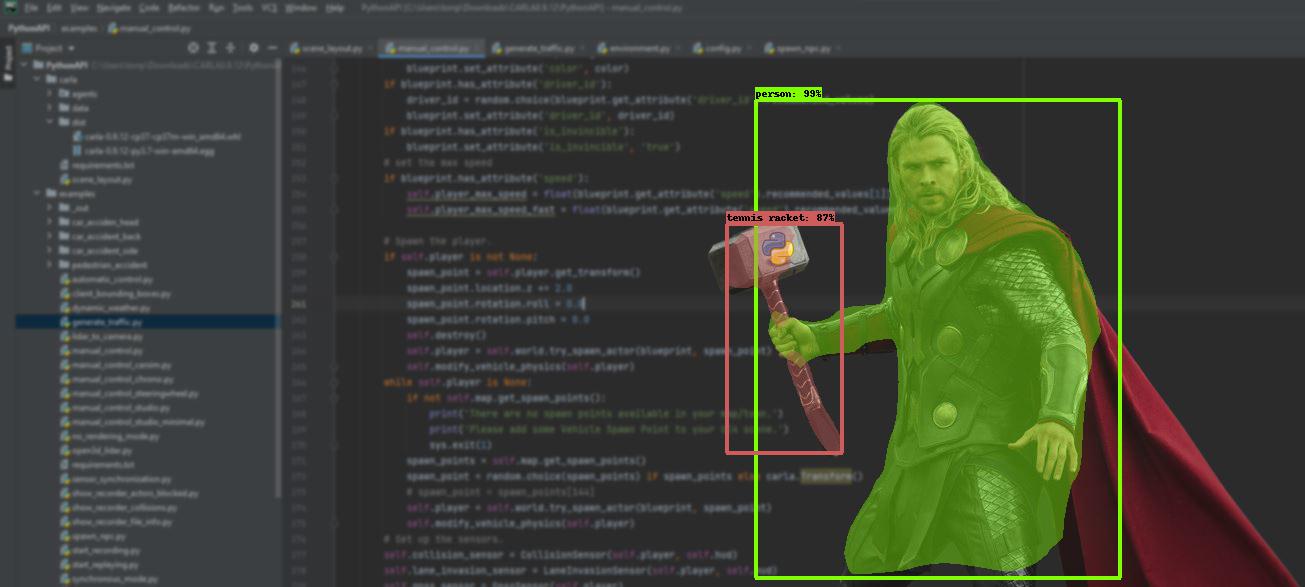 File Edit View Navigate Code Refactor Run Tools VCS Window Help PythonAPI - manual_control.py
PythonAPI examples manual_control.py
Project
scene_layout.py manual_control.py generate_traffic.py environment.py config.py spawn_npc.py
PythonAPI
carla
agents
data
dist
carla-0.9.12-cp37-cp37m-win_amd64.whl
carla-0.9.12-py3.7-win-amd64.egg
requirements.txt
scene_layout.py
examples
_out
car_acciden_head
car_accident_back
car_accident_side
pedestrian_accident
automatic_control.py
client_bounding_boxes.py
dynamic_weather.py
generate_traffic.py
lidar_to_camera.py
manual_control.py
manual_control_carsim.py
manual_control_chrono.py
manual_control_steeringwheel.py
manual_control_studio.py
manual_control_studio_minimal.py
no_rendering_mode.py
open3d_lidar.py
requirements.txt
sensor_synchronization.py
show_recorder_actors_blocked.py
show_recorder_collisions.py
show_recorder_file_info.py
spawn_npc.py
start_recording.py
start_replaying.py
synchronous_mode.py
blueprint.set_attribute('color', color)
if blueprint.has_attribute('driver_id'):
driver_id = random.choice(blueprint.get_attribute('driver_id
blueprint.set_attribute('driver_id', driver_id)
if blueprint.has_attribute('is_invincible'):
blueprint.set_attribute('is_invincible', 'true')
# set the max speed
if blueprint.has_attribute('speed'):
self.player_max_speed = float(blueprint.get_attribute('speed').recommended_values[1])
self.player_max_speed_fast = float(blueprint.get_attribute('speed').recommended_values
# Spawn the player.
if self.player is not None:
spawn_point = self.player.get_transform()
spawn_point.location.z += 2.0
261 spawn_point.rotation.roll = 0.0
spawn_point.rotation.pitch = 0.0
self.destroy()
self.player = self.world.try_spawn_actor(blueprint, spawn_point)
self.modify_vehicle_physics(self.player)
while self.player is None:
if not self.map.get_spawn_points():
print('There are no spawn points available in your map/town.')
print('Please add some Vehicle Spawn Point to your UE4 scene.')
sys.exit(1)
spawn_points = self.map.get_spawn_points()
spawn_point = random.choice(spawn_points) if spawn_points else carla.Transform()
# spawn_point = spawn_points[144]
self.player = self.world.try_spawn_actor(blueprint, spawn_point)
self.modify_vehicle_physics(self.player)
# Set up the sensors.
self.collision_sensor = CollisionSensor(self.player, self.hud)
self.lane_invasion_sensor = LaneInvasionSensor(self.player, self.hud)
person: 99%
tennis racket: 87%